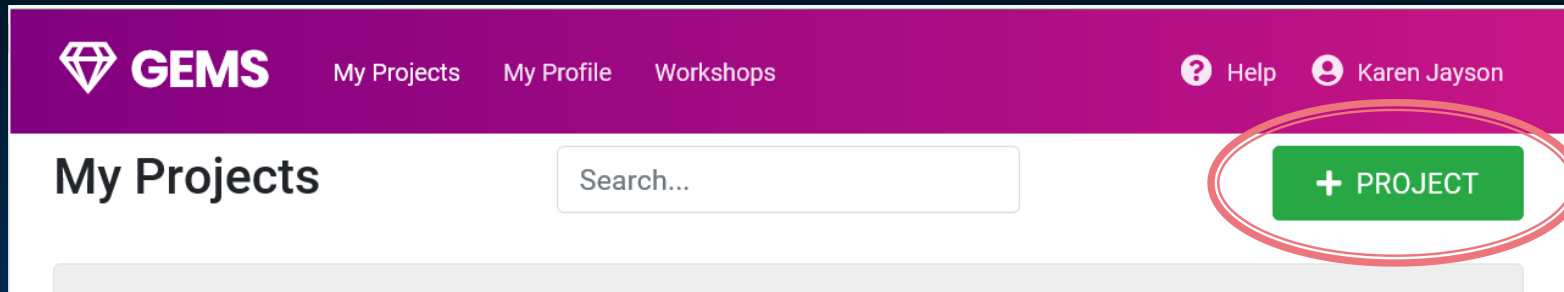 GEMS My Projects My Profile Workshops Help Karen Jayson
My Projects Search... + PROJECT